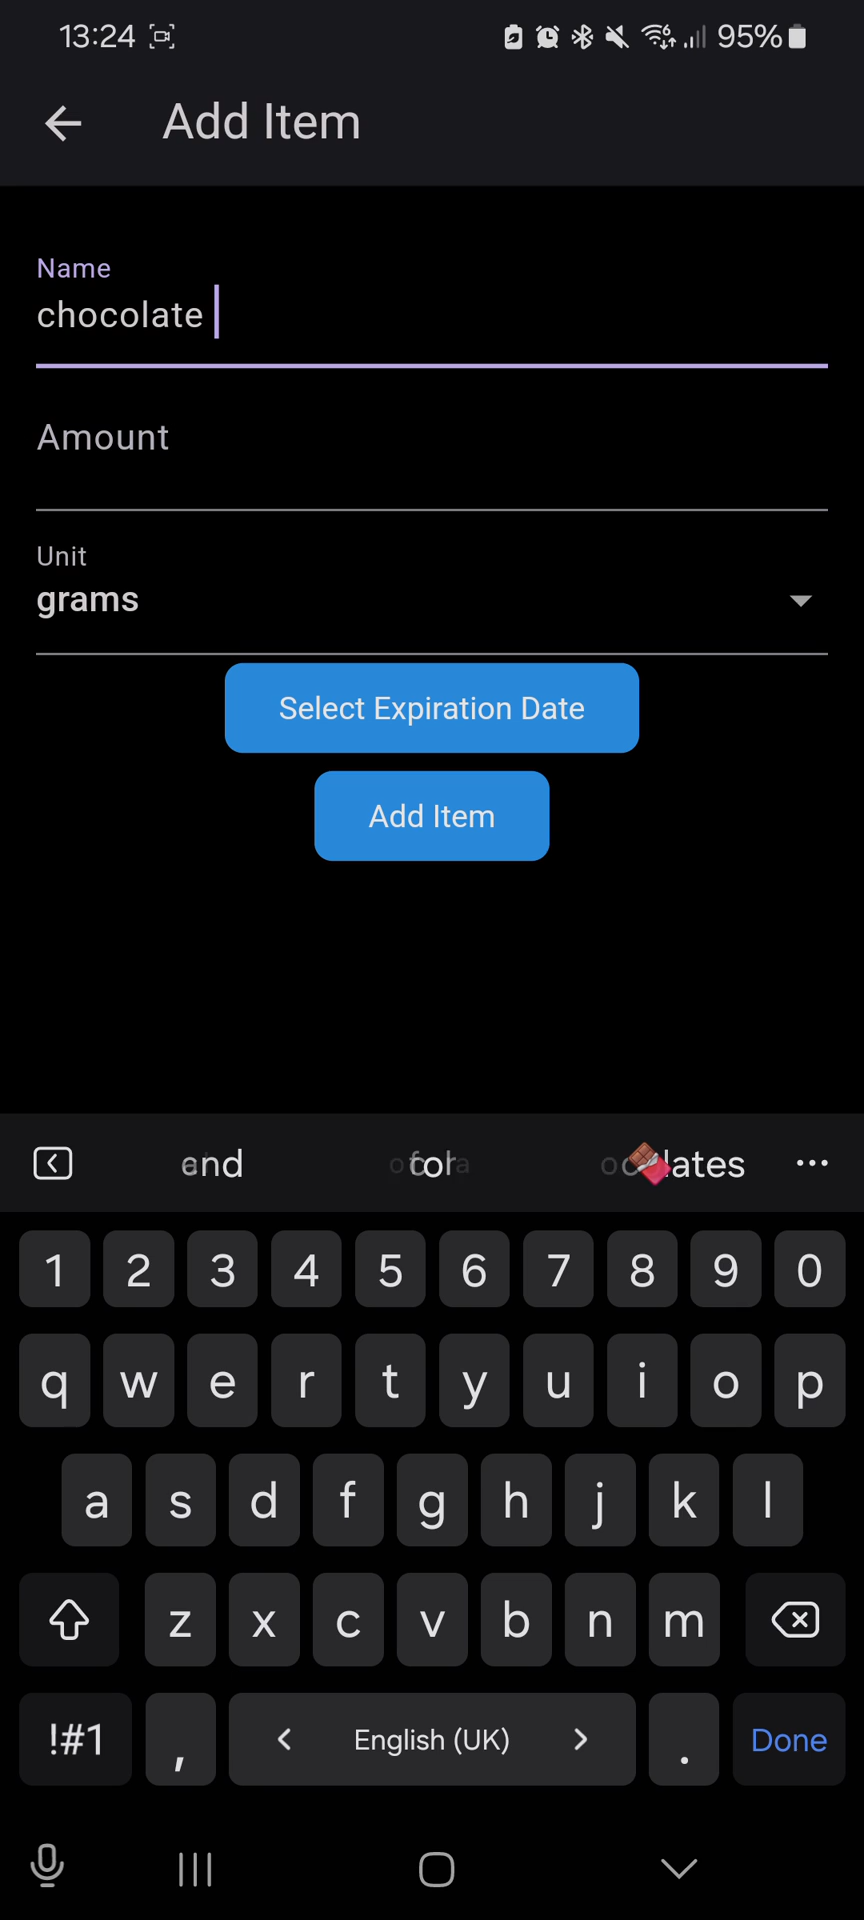 13:24 95%
Add Item
Name
chocolate
Amount
Unit
grams
Select Expiration Date
Add Item
and
1 2 3 4 5 6 7 8 9 0
q w e r t y u i o p
a s d f g h j k l
z x c v b n m
!#1 , English (UK) . Done